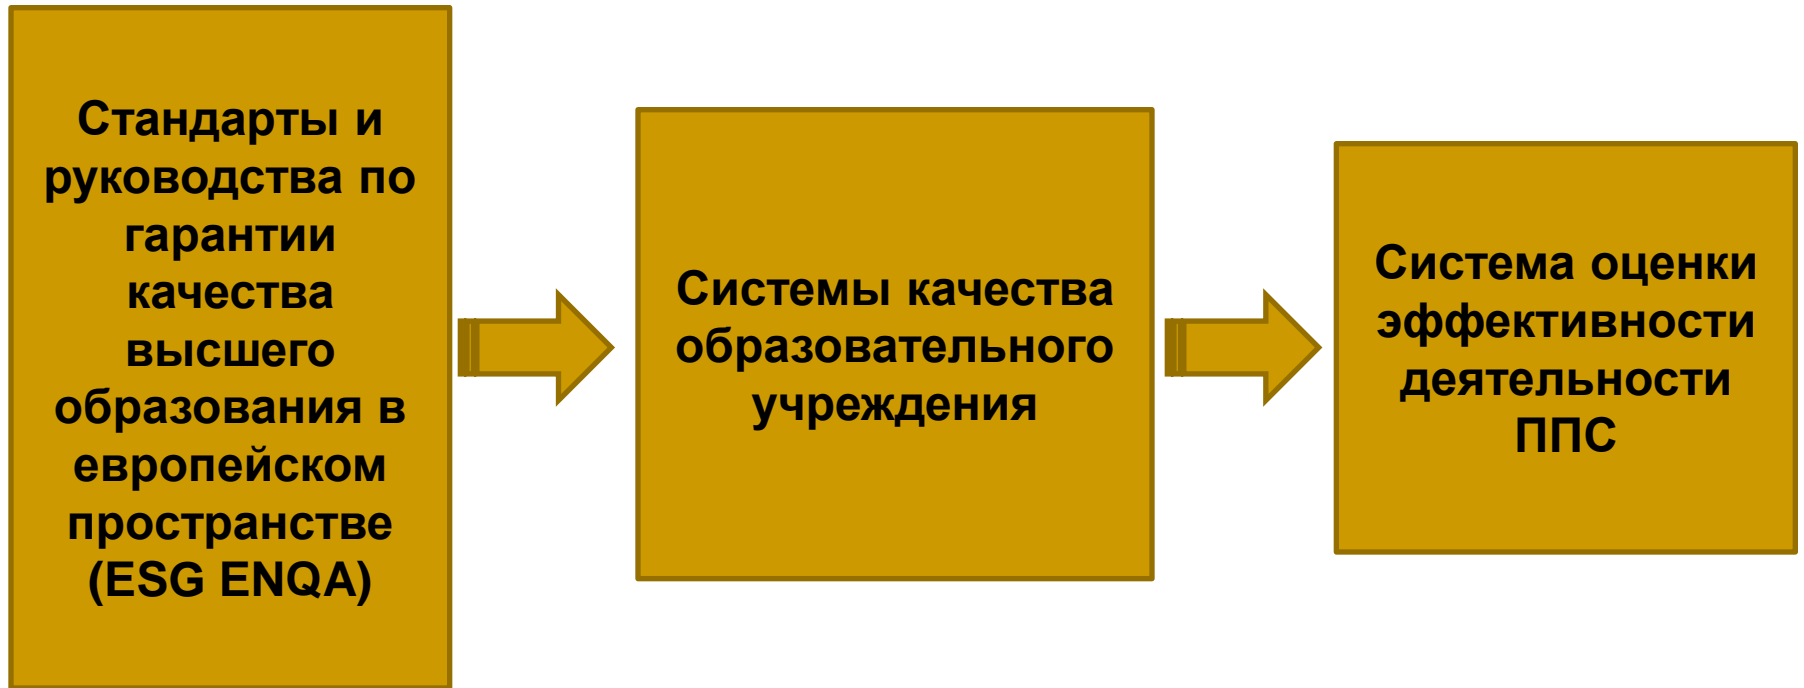 Стандарты и
руководства по
гарантии
качества
высшего
образования в
европейском
пространстве
(ESG ENQA)
Системы качества
образовательного
учреждения
Система оценки
эффективности
деятельности
ППС